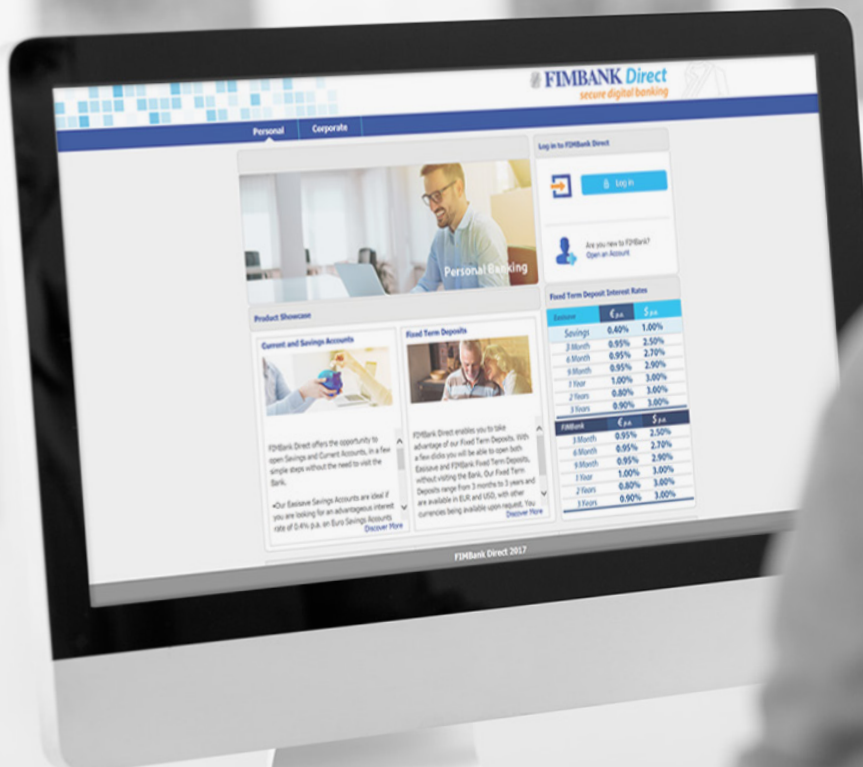 FIMBANK Direct
secure digital banking
Personal Corporate
Personal Banking
Log in to FIMBank Direct
Log in
Are you new to FIMBank?
Open an Account
Product Showcase
Current and Savings Accounts
FIMBank Direct offers the opportunity to
open Savings and Current Accounts, in a few
simple steps without the need to visit the
Bank.
•Our Easisave Savings Accounts are ideal if
you are looking for an advantageous interest
rate of 0.4% p.a. on Euro Savings Accounts
Discover More
Fixed Term Deposits
FIMBank Direct enables you to take
advantage of our Fixed Term Deposits. With
a few clicks you will be able to open both
Easisave and FIMBank Fixed Term Deposits,
without visiting the Bank. Our Fixed Term
Deposits range from 3 months to 3 years and
are available in EUR and USD, with other
currencies being available upon request. You
Discover More
Fixed Term Deposit Interest Rates
Easisave € p.a. $ p.a.
Savings 0.40% 1.00%
3 Month 0.95% 2.50%
6 Month 0.95% 2.70%
9 Month 0.95% 2.90%
1 Year 1.00% 3.00%
2 Years 0.80% 3.00%
3 Years 0.90% 3.00%
FIMBank € p.a. $ p.a.
3 Month 0.95% 2.50%
6 Month 0.95% 2.70%
9 Month 0.95% 2.90%
1 Year 1.00% 3.00%
2 Years 0.80% 3.00%
3 Years 0.90% 3.00%
FIMBank Direct 2017